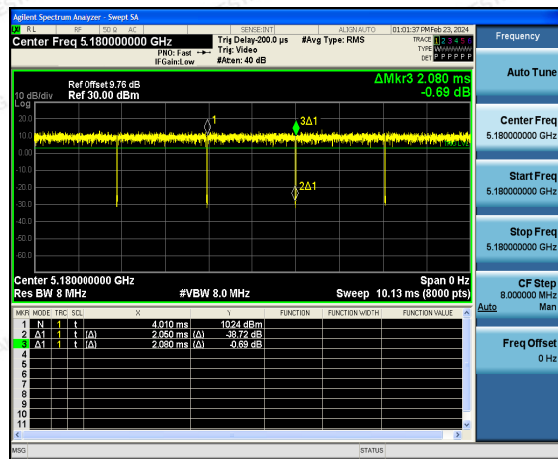 Agilent Spectrum Anayzer - Swept SA
RL RF 50 Ω AC SENSE:INT ALIGNAUTO 01:01:37 PM Feb 23, 2024
Center Freq 5.180000000 GHz
PNO: Fast
IFGain:Low
Trig Delay-200.0 µs
Trig: Video
#Atten: 40 dB
#Avg Type: RMS
TRACE 1 2 3 4 5 6
TYPE
DET P P P P P P
ΔMkr3 2.080 ms
-0.69 dB
Ref Offset 9.76 dB
10 dB/div Ref 30.00 dBm
Log
20.0
10.0
0.00
-10.0
-20.0
-30.0
-40.0
-50.0
-60.0
1
3Δ1
2Δ1
Center 5.180000000 GHz Span 0 Hz
Res BW 8 MHz #VBW 8.0 MHz Sweep 10.13 ms (8000 pts)
MKR MODE TRC SCL X Y FUNCTION FUNCTION WIDTH FUNCTION VALUE
1 N 1 t 4.010 ms 10.24 dBm
2 Δ1 1 t (Δ) 2.050 ms (Δ) -38.72 dB
3 Δ1 1 t (Δ) 2.080 ms (Δ) -0.69 dB
4
5
6
7
8
9
10
11
MSG STATUS
Frequency
Auto Tune
Center Freq
5.180000000 GHz
Start Freq
5.180000000 GHz
Stop Freq
5.180000000 GHz
CF Step
8.000000 MHz
Auto Man
Freq Offset
0 Hz